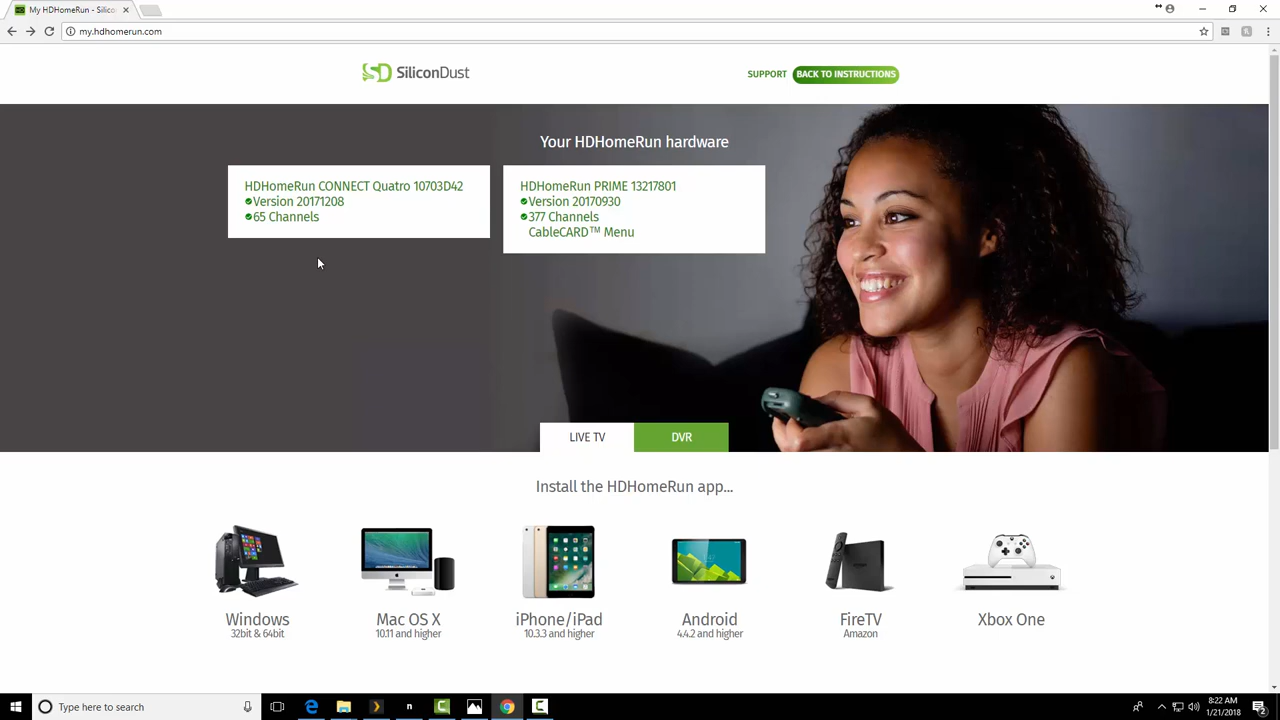 My HDHomeRun - Silico
my.hdhomerun.com
SD SiliconDust
SUPPORT
BACK TO INSTRUCTIONS
Your HDHomeRun hardware
HDHomeRun CONNECT Quatro 10703D42
Version 20171208
65 Channels
HDHomeRun PRIME 13217801
Version 20170930
377 Channels
CableCARD™ Menu
LIVE TV
DVR
Install the HDHomeRun app...
Windows
32bit & 64bit
Mac OS X
10.11 and higher
iPhone/iPad
10.3.3 and higher
Android
4.4.2 and higher
FireTV
Amazon
Xbox One
Type here to search
n
8:22 AM
1/21/2018
2